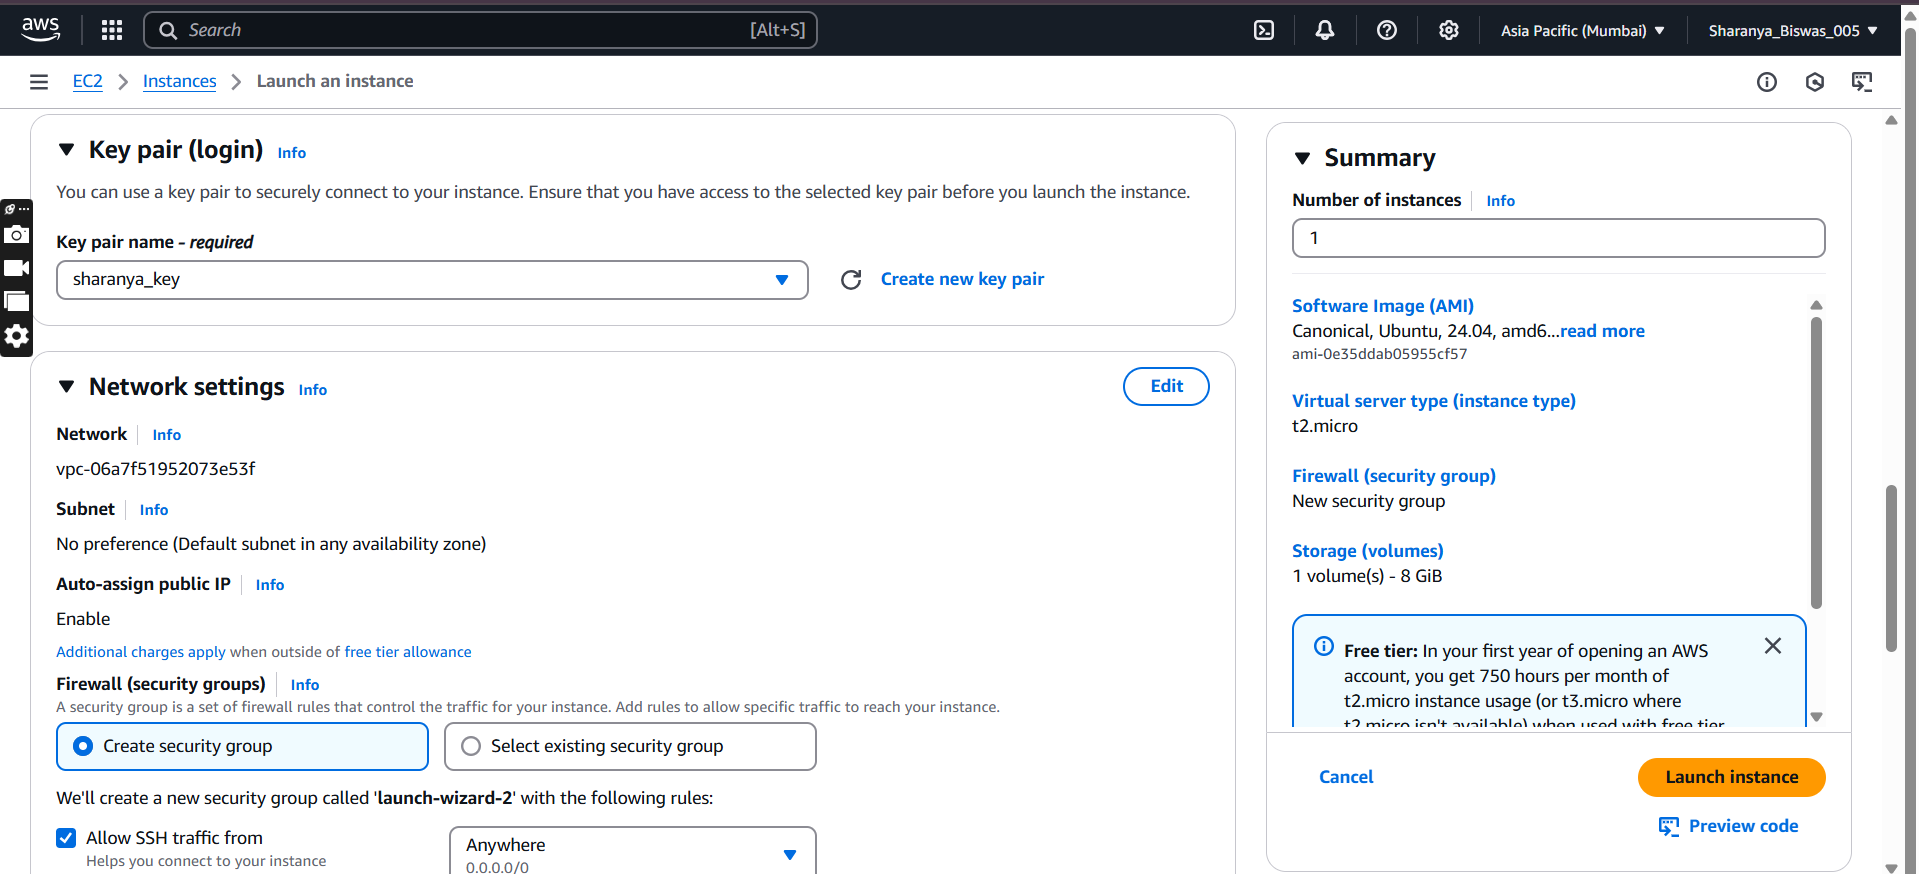 aws
Search [Alt+S]
Asia Pacific (Mumbai)
Sharanya_Biswas_005
EC2 Instances Launch an instance
Key pair (login) Info
You can use a key pair to securely connect to your instance. Ensure that you have access to the selected key pair before you launch the instance.
Key pair name - required
sharanya_key
Create new key pair
Network settings Info
Edit
Network Info
vpc-06a7f51952073e53f
Subnet Info
No preference (Default subnet in any availability zone)
Auto-assign public IP Info
Enable
Additional charges apply when outside of free tier allowance
Firewall (security groups) Info
A security group is a set of firewall rules that control the traffic for your instance. Add rules to allow specific traffic to reach your instance.
Create security group
Select existing security group
We'll create a new security group called 'launch-wizard-2' with the following rules:
Allow SSH traffic from
Helps you connect to your instance
Anywhere
0.0.0.0/0
Summary
Number of instances Info
1
Software Image (AMI)
Canonical, Ubuntu, 24.04, amd6...read more
ami-0e35ddab05955cf57
Virtual server type (instance type)
t2.micro
Firewall (security group)
New security group
Storage (volumes)
1 volume(s) - 8 GiB
Free tier: In your first year of opening an AWS
account, you get 750 hours per month of
t2.micro instance usage (or t3.micro where
t2.micro isn't available) when used with free tier
Cancel
Launch instance
Preview code